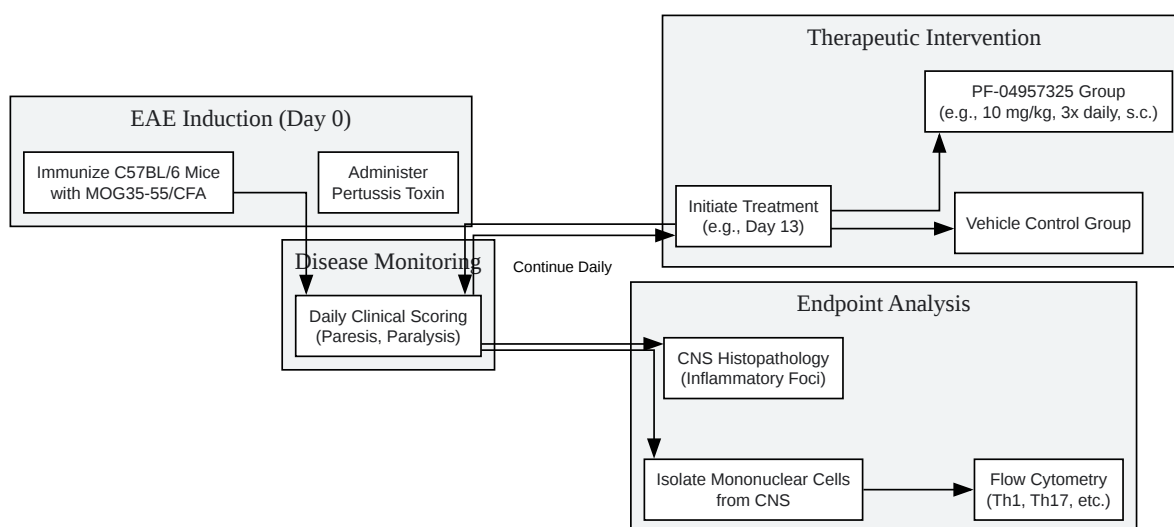 EAE Induction (Day 0)
Immunize C57BL/6 Mice
with MOG35-55/CFA
Administer
Pertussis Toxin
Disease Monitoring
Daily Clinical Scoring
(Paresis, Paralysis)
Continue Daily
Therapeutic Intervention
PF-04957325 Group
(e.g., 10 mg/kg, 3x daily, s.c.)
Initiate Treatment
(e.g., Day 13)
Vehicle Control Group
Endpoint Analysis
CNS Histopathology
(Inflammatory Foci)
Isolate Mononuclear Cells
from CNS
Flow Cytometry
(Th1, Th17, etc.)